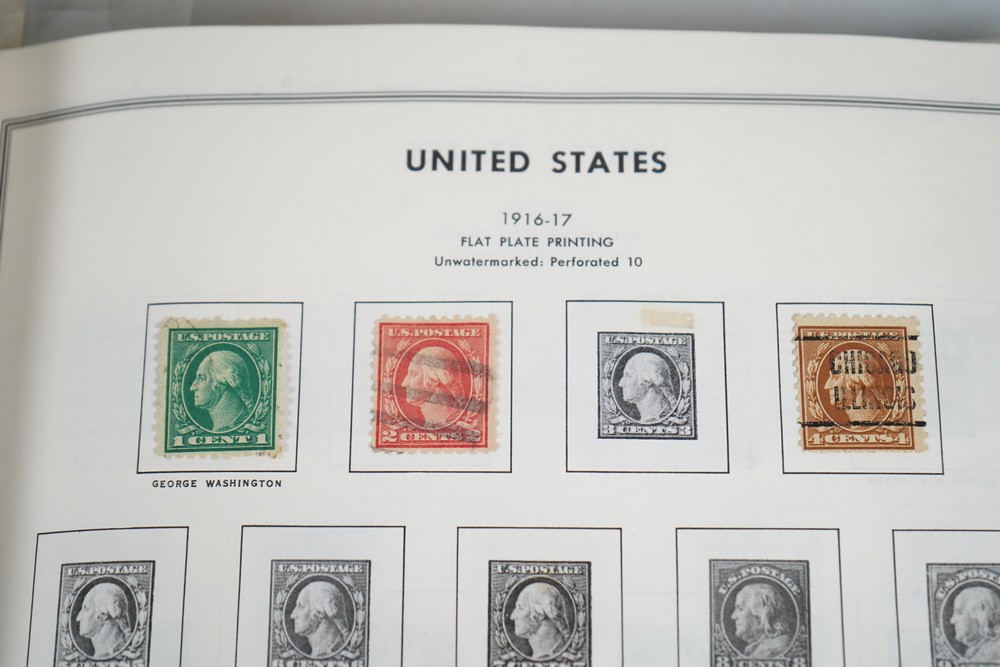 UNITED STATES
1916-17
FLAT PLATE PRINTING
Unwatermarked: Perforated 10
U.S. POSTAGE
1 CENT 1
U.S. POSTAGE
2 CENTS 2
U.S. POSTAGE
3 CENTS 3
U.S. POSTAGE
CHICAGO
ILLINOIS
4 CENTS 4
GEORGE WASHINGTON
U.S. POSTAGE
U.S. POSTAGE
U.S. POSTAGE
U.S. POSTAGE
U.S. POSTAGE